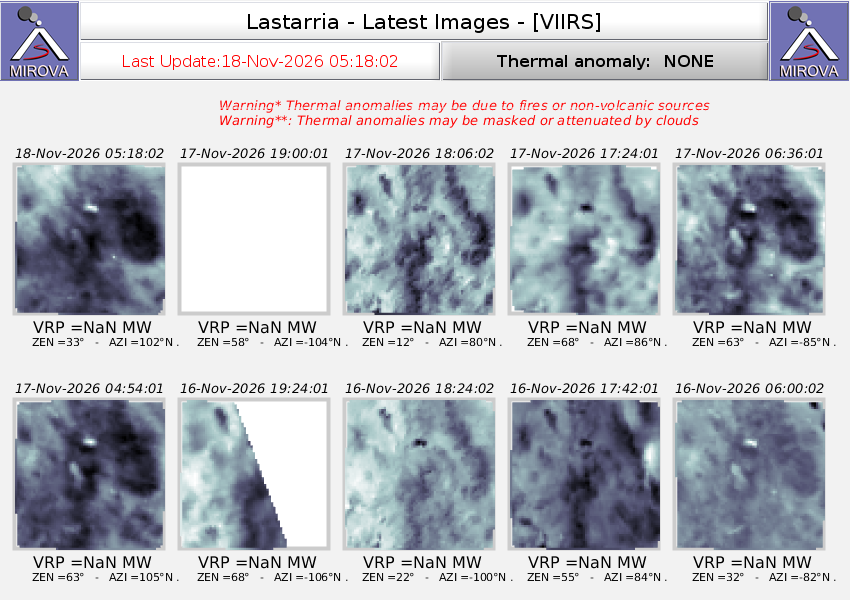 MIROVA
Lastarria - Latest Images - [VIIRS]
MIROVA
Last Update:18-Nov-2026 05:18:02
Thermal anomaly: NONE
Warning* Thermal anomalies may be due to fires or non-volcanic sources
Warning**: Thermal anomalies may be masked or attenuated by clouds
18-Nov-2026 05:18:02 17-Nov-2026 19:00:01 17-Nov-2026 18:06:02 17-Nov-2026 17:24:01 17-Nov-2026 06:36:01
VRP =NaN MW VRP =NaN MW VRP =NaN MW VRP =NaN MW VRP =NaN MW
ZEN =33° - AZI =102°N . ZEN =58° - AZI =-104°N . ZEN =12° - AZI =80°N . ZEN =68° - AZI =86°N . ZEN =63° - AZI =-85°N .
17-Nov-2026 04:54:01 16-Nov-2026 19:24:01 16-Nov-2026 18:24:02 16-Nov-2026 17:42:01 16-Nov-2026 06:00:02
VRP =NaN MW VRP =NaN MW VRP =NaN MW VRP =NaN MW VRP =NaN MW
ZEN =63° - AZI =105°N . ZEN =68° - AZI =-106°N . ZEN =22° - AZI =-100°N . ZEN =55° - AZI =84°N . ZEN =32° - AZI =-82°N .